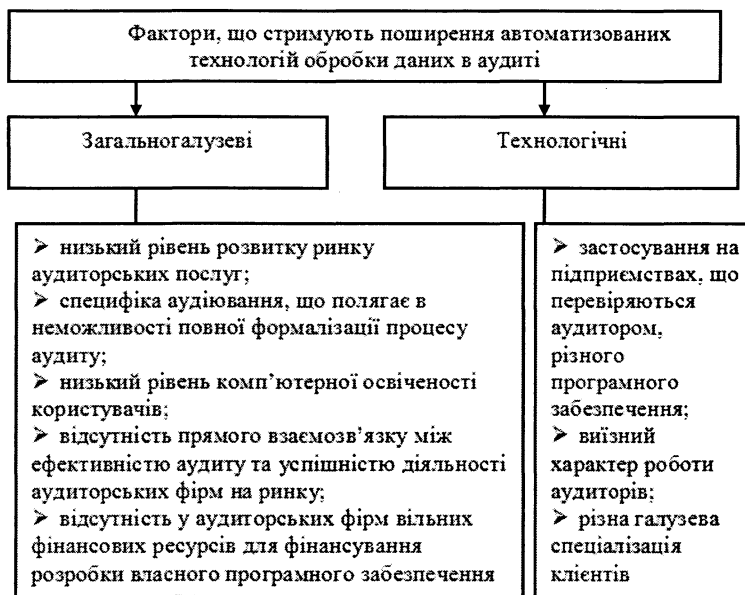 Фактори, що стримують поширення автоматизованих
технологій обробки даних в аудиті
Загальногалузеві
Технологічні
➤ низький рівень розвитку ринку
аудиторських послуг;
➤ специфіка аудіювання, що полягає в
неможливості повної формалізації процесу
аудиту;
➤ низький рівень комп’ютерної освіченості
користувачів;
➤ відсутність прямого взаємозв’язку між
ефективністю аудиту та успішністю діяльності
аудиторських фірм на ринку;
➤ відсутність у аудиторських фірм вільних
фінансових ресурсів для фінансування
розробки власного програмного забезпечення
➤ застосування на
підприємствах, що
перевіряються
аудитором,
різного
програмного
забезпечення;
➤ виїзний
характер роботи
аудиторів;
➤ різна галузева
спеціалізація
клієнтів